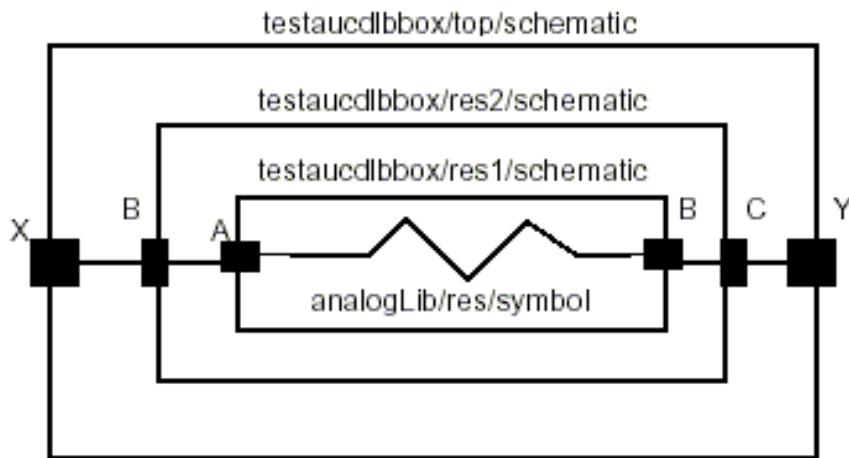 testaucdlbbox/top/schematic
testaucdlbbox/res2/schematic
testaucdlbbox/res1/schematic
X
B
A
B
C
Y
analogLib/res/symbol